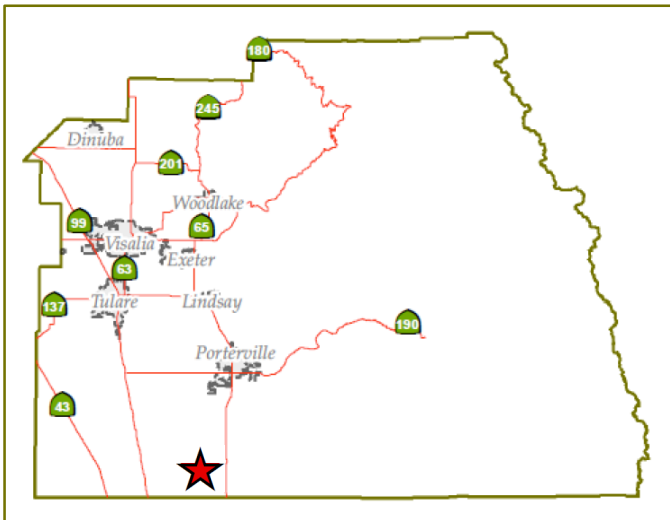 180
245
Dinuba
201
Woodlake
99
65
Visalia
Exeter
63
137
Tulare
Lindsay
190
Porterville
43